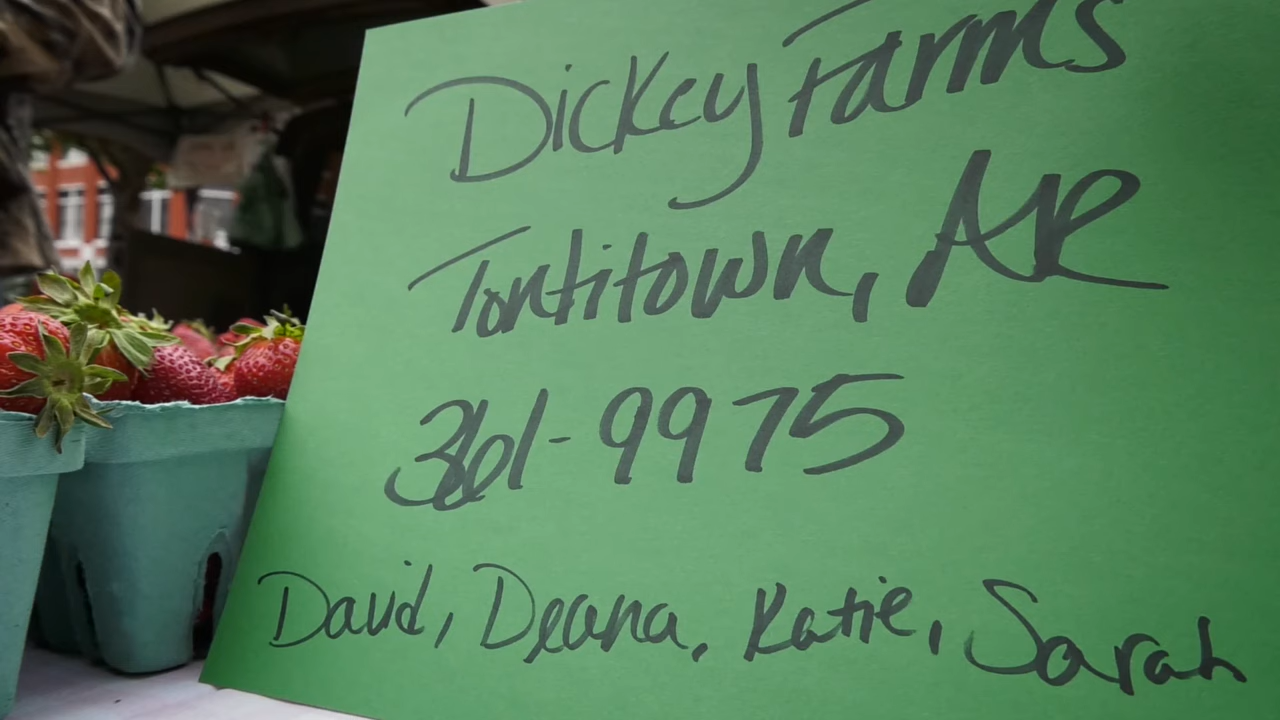 Dickey Farms
Tontitown, AR
361-9975
David, Deana, Katie, Sarah